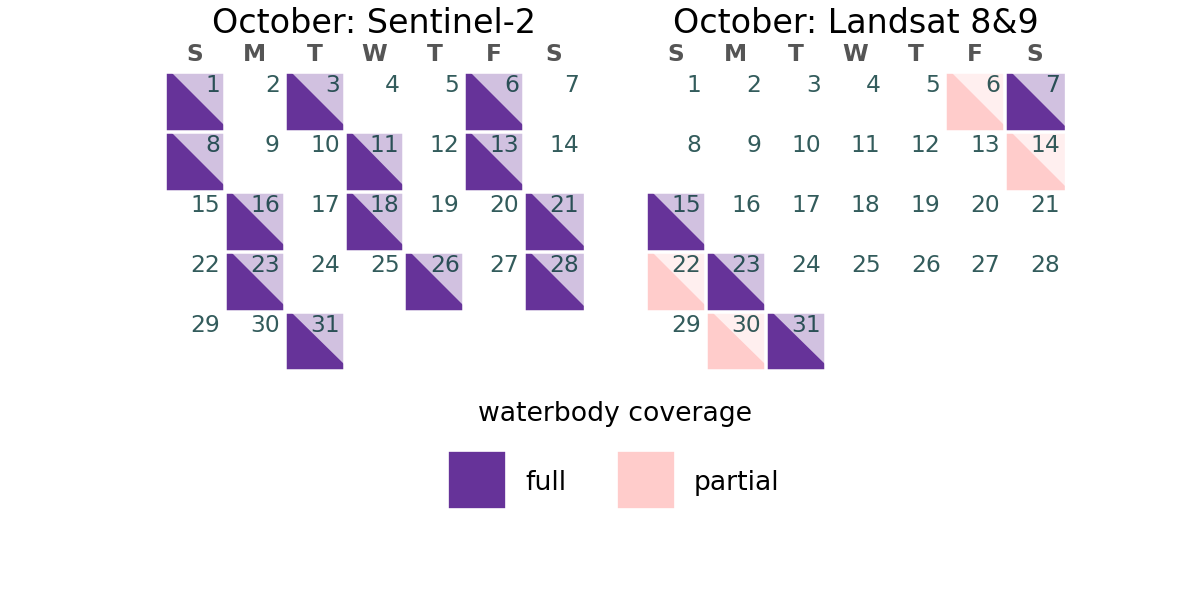 October: Sentinel-2
S M T W T F S
1 2 3 4 5 6 7
8 9 10 11 12 13 14
15 16 17 18 19 20 21
22 23 24 25 26 27 28
29 30 31
October: Landsat 8&9
S M T W T F S
1 2 3 4 5 6 7
8 9 10 11 12 13 14
15 16 17 18 19 20 21
22 23 24 25 26 27 28
29 30 31
waterbody coverage
full partial